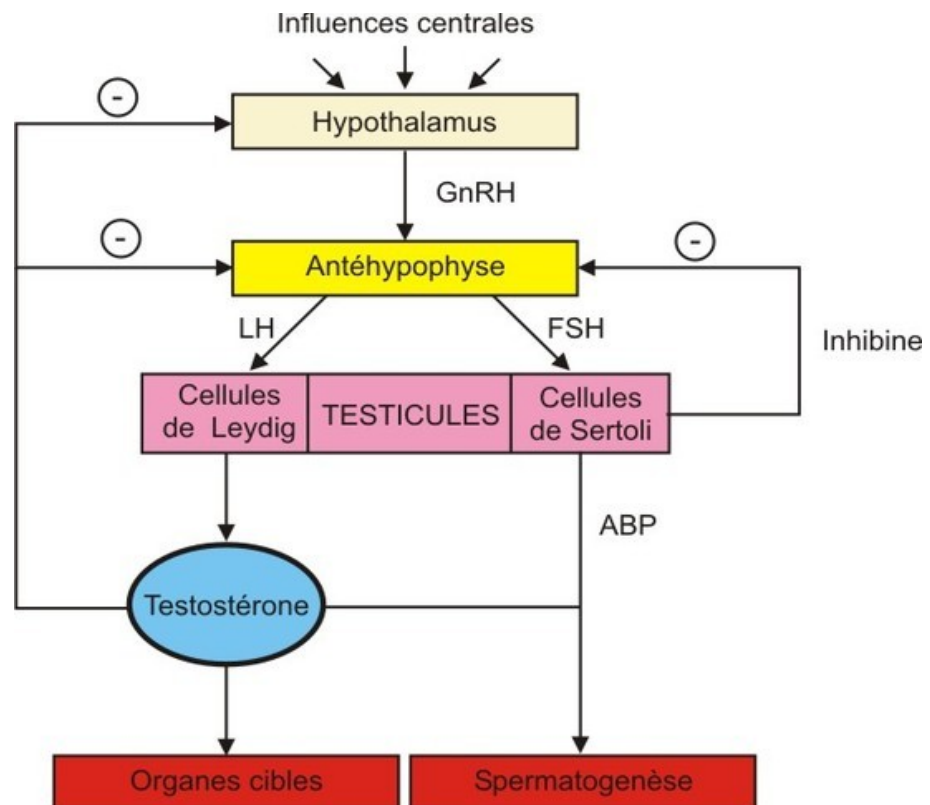 Influences centrales
-
Hypothalamus
GnRH
-
-
Antéhypophyse
LH
FSH
Inhibine
Cellules
de Leydig
TESTICULES
Cellules
de Sertoli
ABP
Testostérone
Organes cibles
Spermatogenèse